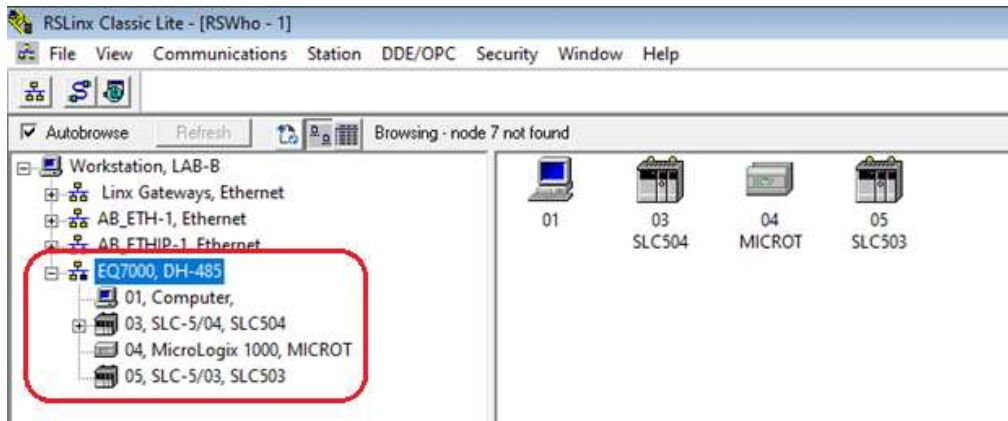 RSLinx Classic Lite - [RSWho - 1]
File View Communications Station DDE/OPC Security Window Help
Autobrowse Refresh Browsing - node 7 not found
Workstation, LAB-B
Linx Gateways, Ethernet
AB_ETH-1, Ethernet
AB_ETHIP-1, Ethernet
EQ7000, DH-485
01, Computer,
03, SLC-5/04, SLC504
04, MicroLogix 1000, MICROT
05, SLC-5/03, SLC503
01 03 04 05
SLC504 MICROT SLC503